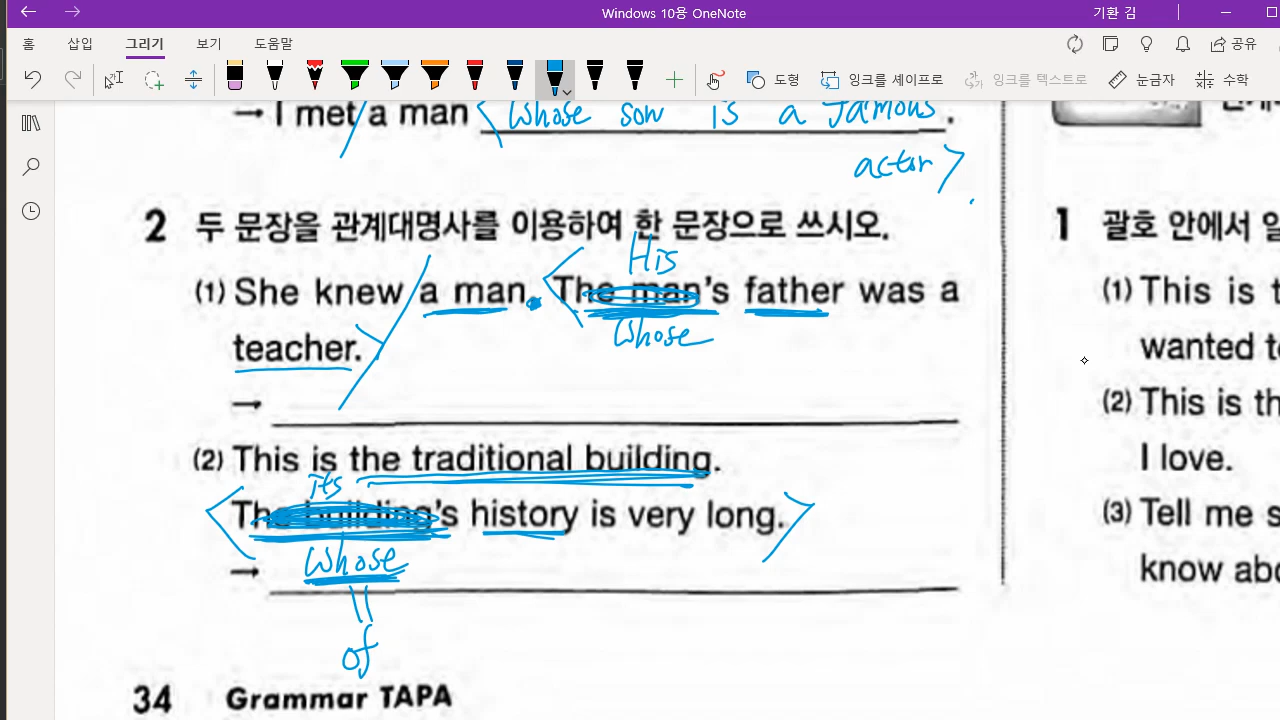 Windows 10용 OneNote
기환 김
홈 삽입 그리기 보기 도움말
공유
도형 잉크를 셰이프로 잉크를 텍스트로 눈금자 수학
→ I met a man whose son is a famous
actor.
2 두 문장을 관계대명사를 이용하여 한 문장으로 쓰시오.
His
(1) She knew a man. The man's father was a
whose
teacher.
→
(2) This is the traditional building.
its
The building's history is very long.
whose
→
of
34 Grammar TAPA
1 괄호 안에서
(1) This is
wanted
(2) This is
I love.
(3) Tell me
know